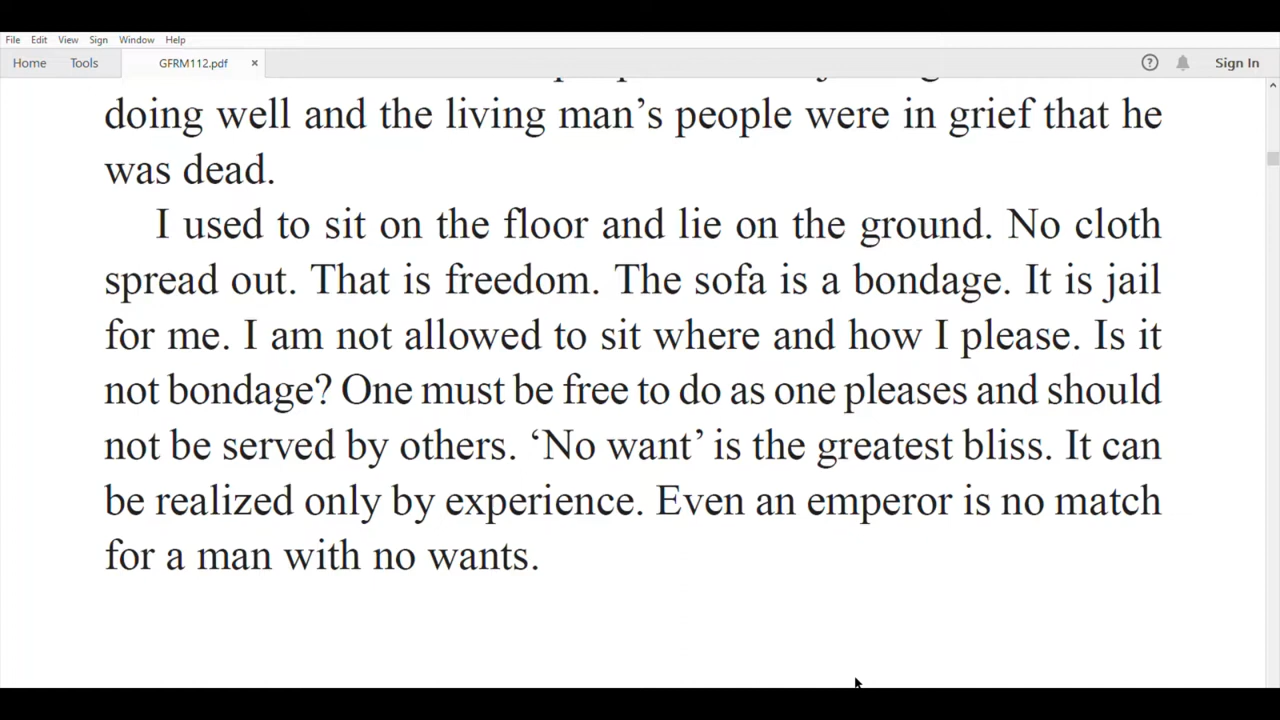 File Edit View Sign Window Help
Home Tools GFRM112.pdf × ? Sign In
doing well and the living man’s people were in grief that he
was dead.
I used to sit on the floor and lie on the ground. No cloth
spread out. That is freedom. The sofa is a bondage. It is jail
for me. I am not allowed to sit where and how I please. Is it
not bondage? One must be free to do as one pleases and should
not be served by others. ‘No want’ is the greatest bliss. It can
be realized only by experience. Even an emperor is no match
for a man with no wants.